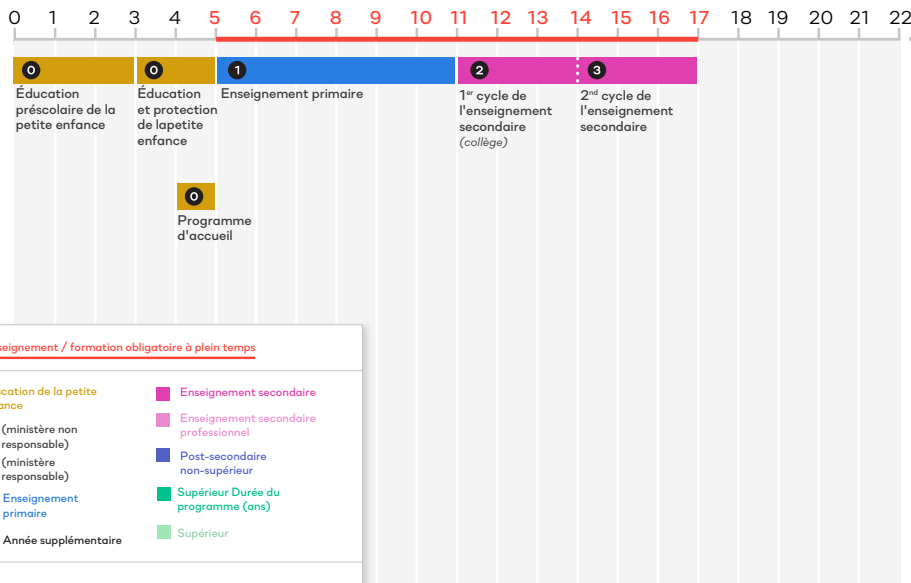 0 1 2 3 4 5 6 7 8 9 10 11 12 13 14 15 16 17 18 19 20 21 22
0 0 1 2 3
Éducation
préscolaire de la
petite enfance
Éducation
et protection
de lapetite
enfance
Enseignement primaire
1er cycle de
l'enseignement
secondaire
(collège)
2nd cycle de
l'enseignement
secondaire
0
Programme
d'accueil
seignement / formation obligatoire à plein temps
cation de la petite
ance
(ministère non
responsable)
(ministère
responsable)
Enseignement
primaire
Année supplémentaire
Enseignement secondaire
Enseignement secondaire
professionnel
Post-secondaire
non-supérieur
Supérieur Durée du
programme (ans)
Supérieur